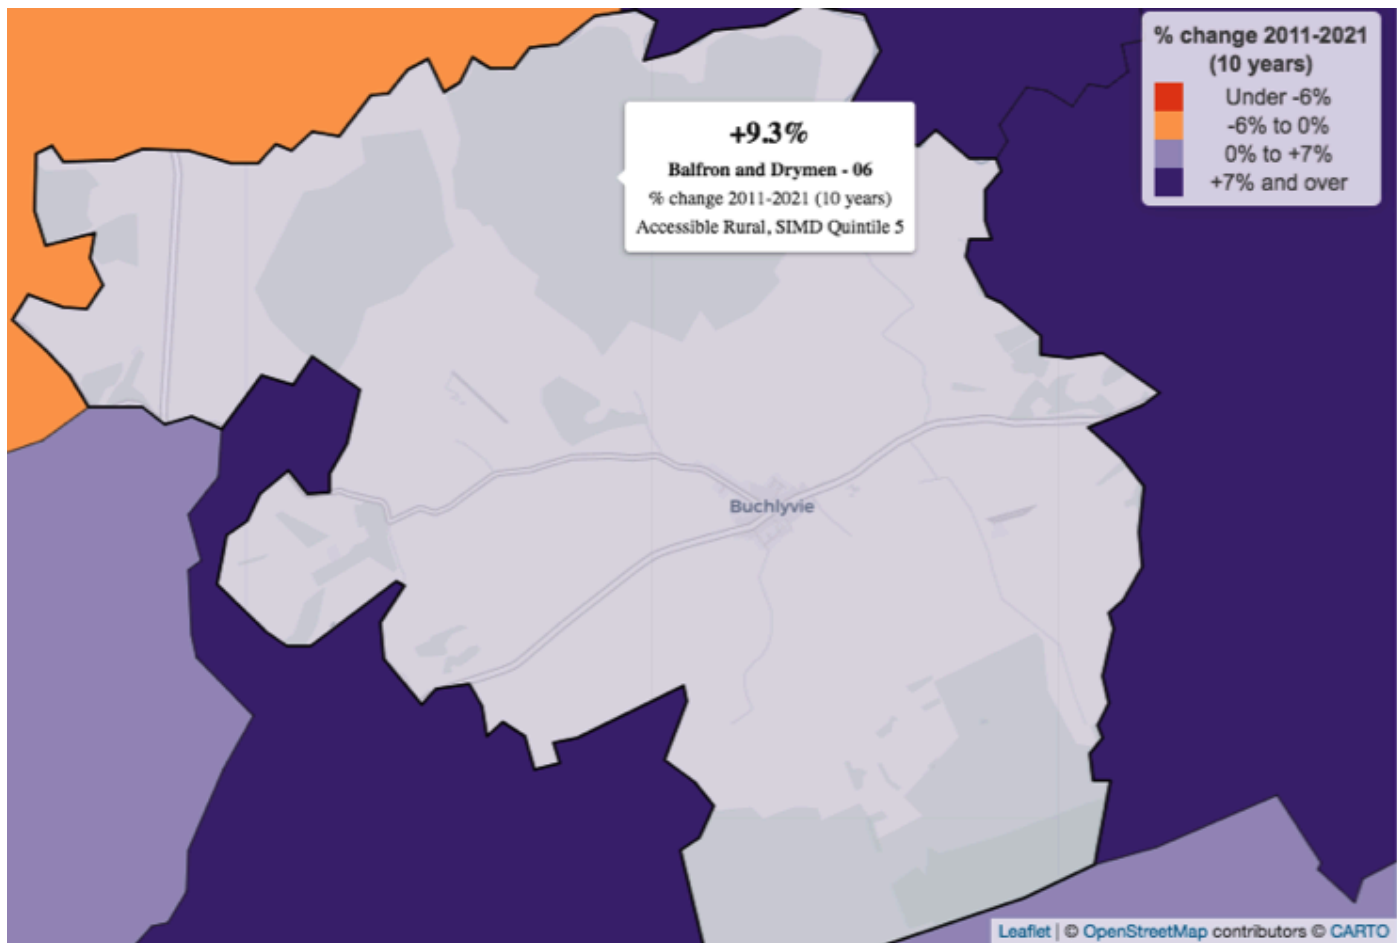 % change 2011-2021
(10 years)
Under -6%
-6% to 0%
0% to +7%
+7% and over
+9.3%
Balfron and Drymen - 06
% change 2011-2021 (10 years)
Accessible Rural, SIMD Quintile 5
Buchlyvie
Leaflet | © OpenStreetMap contributors © CARTO